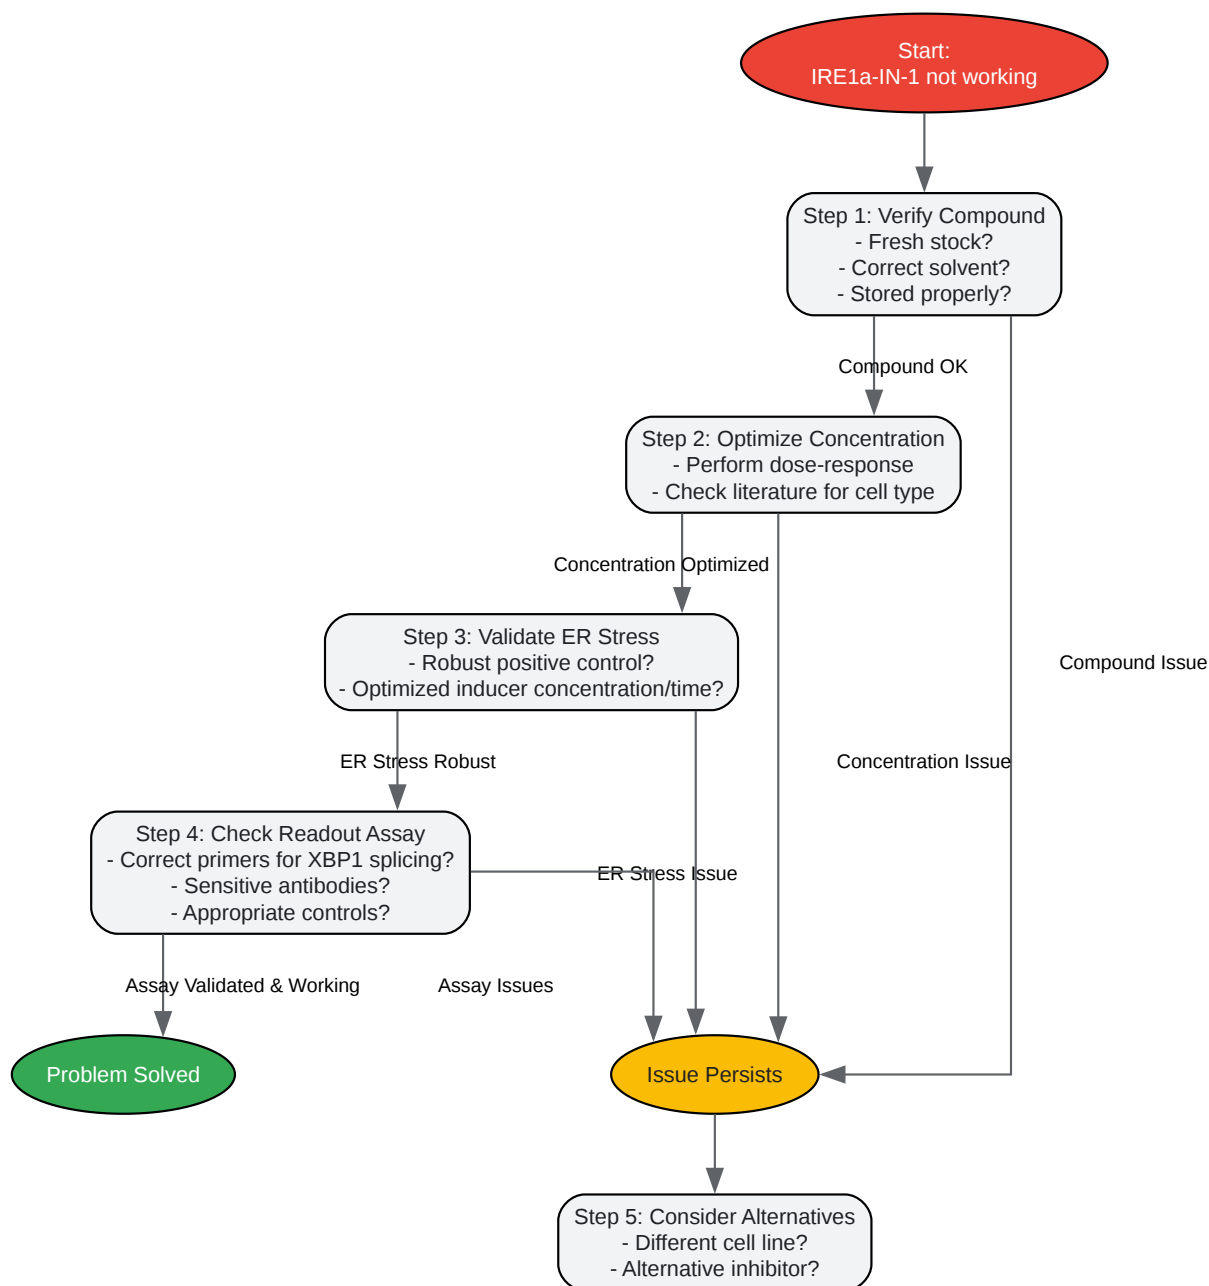 Start:
IRE1a-IN-1 not working
Step 1: Verify Compound
- Fresh stock?
- Correct solvent?
- Stored properly?
Compound OK
Step 2: Optimize Concentration
- Perform dose-response
- Check literature for cell type
Concentration Optimized
Step 3: Validate ER Stress
- Robust positive control?
- Optimized inducer concentration/time?
Compound Issue
ER Stress Robust
Concentration Issue
Step 4: Check Readout Assay
- Correct primers for XBP1 splicing?
- Sensitive antibodies?
- Appropriate controls?
ER Stress Issue
Assay Validated & Working
Assay Issues
Problem Solved
Issue Persists
Step 5: Consider Alternatives
- Different cell line?
- Alternative inhibitor?